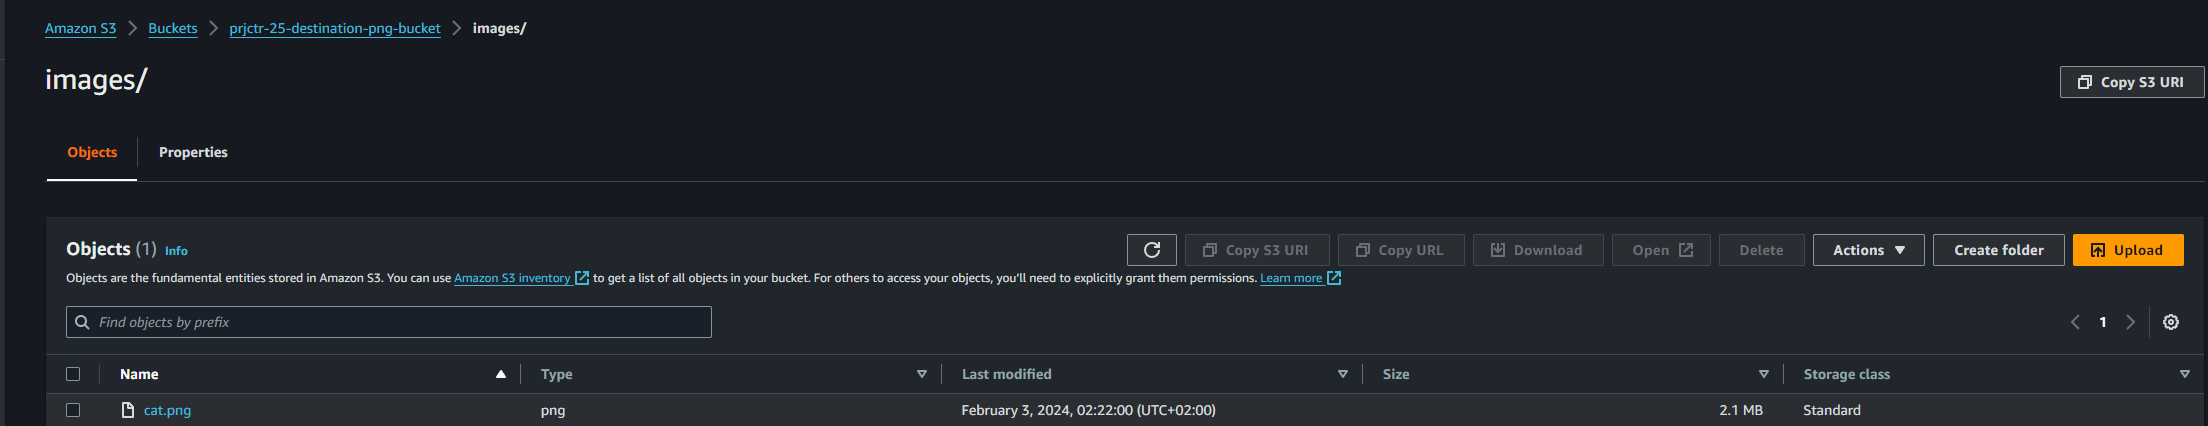 Amazon S3 > Buckets > prjctr-25-destination-png-bucket > images/
images/
Copy S3 URI
Objects Properties
Objects (1) Info
Copy S3 URI Copy URL Download Open Delete Actions Create folder Upload
Objects are the fundamental entities stored in Amazon S3. You can use Amazon S3 inventory to get a list of all objects in your bucket. For others to access your objects, you'll need to explicitly grant them permissions. Learn more
Find objects by prefix
1
Name Type Last modified Size Storage class
cat.png png February 3, 2024, 02:22:00 (UTC+02:00) 2.1 MB Standard